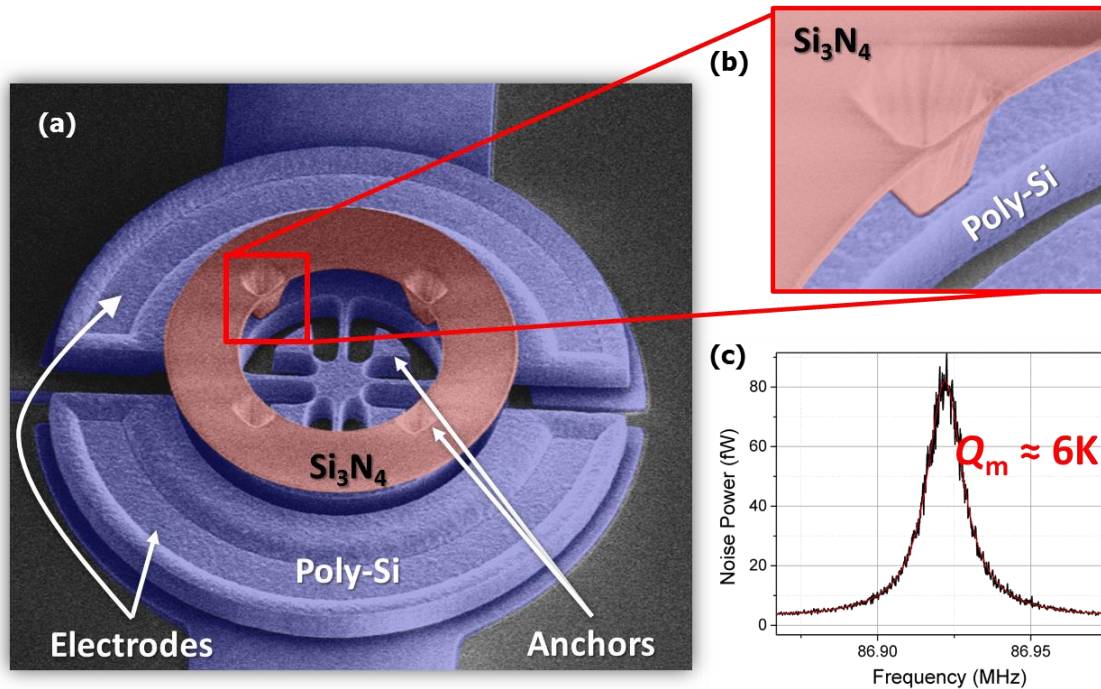 (a)
Si₃N₄
Poly-Si
Electrodes
Anchors
(b)
Si₃N₄
Poly-Si
(c)
Noise Power (fW)
80
60
40
20
0
Qₘ ≈ 6K
86.90
86.95
Frequency (MHz)